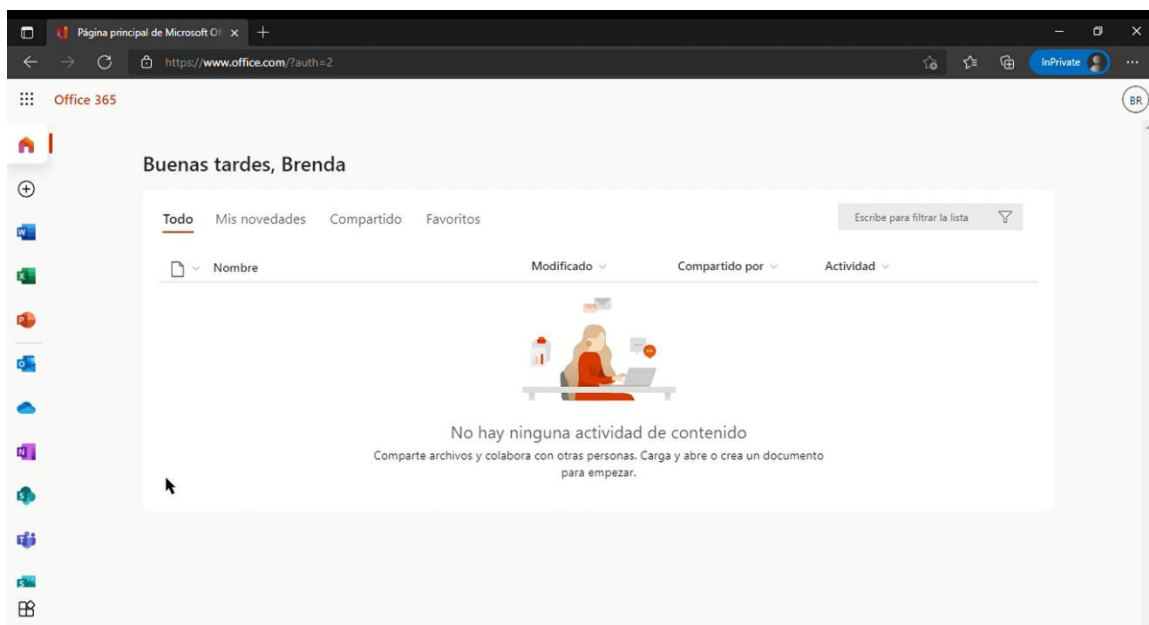 Página principal de Microsoft Of
https://www.office.com/?auth=2
InPrivate
Office 365
BR
Buenas tardes, Brenda
Todo Mis novedades Compartido Favoritos
Escribe para filtrar la lista
Nombre Modificado Compartido por Actividad
No hay ninguna actividad de contenido
Comparte archivos y colabora con otras personas. Carga y abre o crea un documento
para empezar.